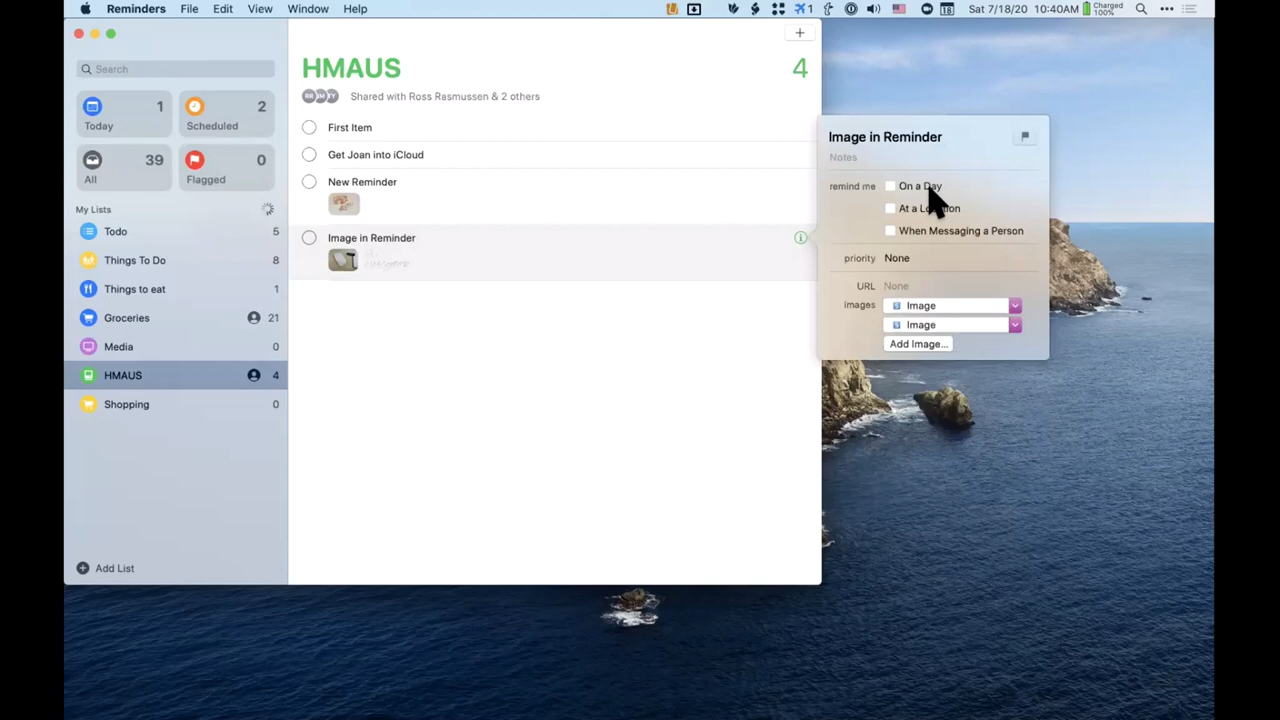 Reminders File Edit View Window Help 1 18 Sat 7/18/20 10:40AM Charged 100%
Search
Today 1
Scheduled 2
All 39
Flagged 0
My Lists
Todo 5
Things To Do 8
Things to eat 1
Groceries 21
Media 0
HMAUS 4
Shopping 0
Add List
+
HMAUS 4
Shared with Ross Rasmussen & 2 others
First Item
Get Joan into iCloud
New Reminder
Image in Reminder
Image in Reminder
Notes
remind me On a Day
At a
When Messaging a Person
priority None
URL None
images Image
Image
Add Image...